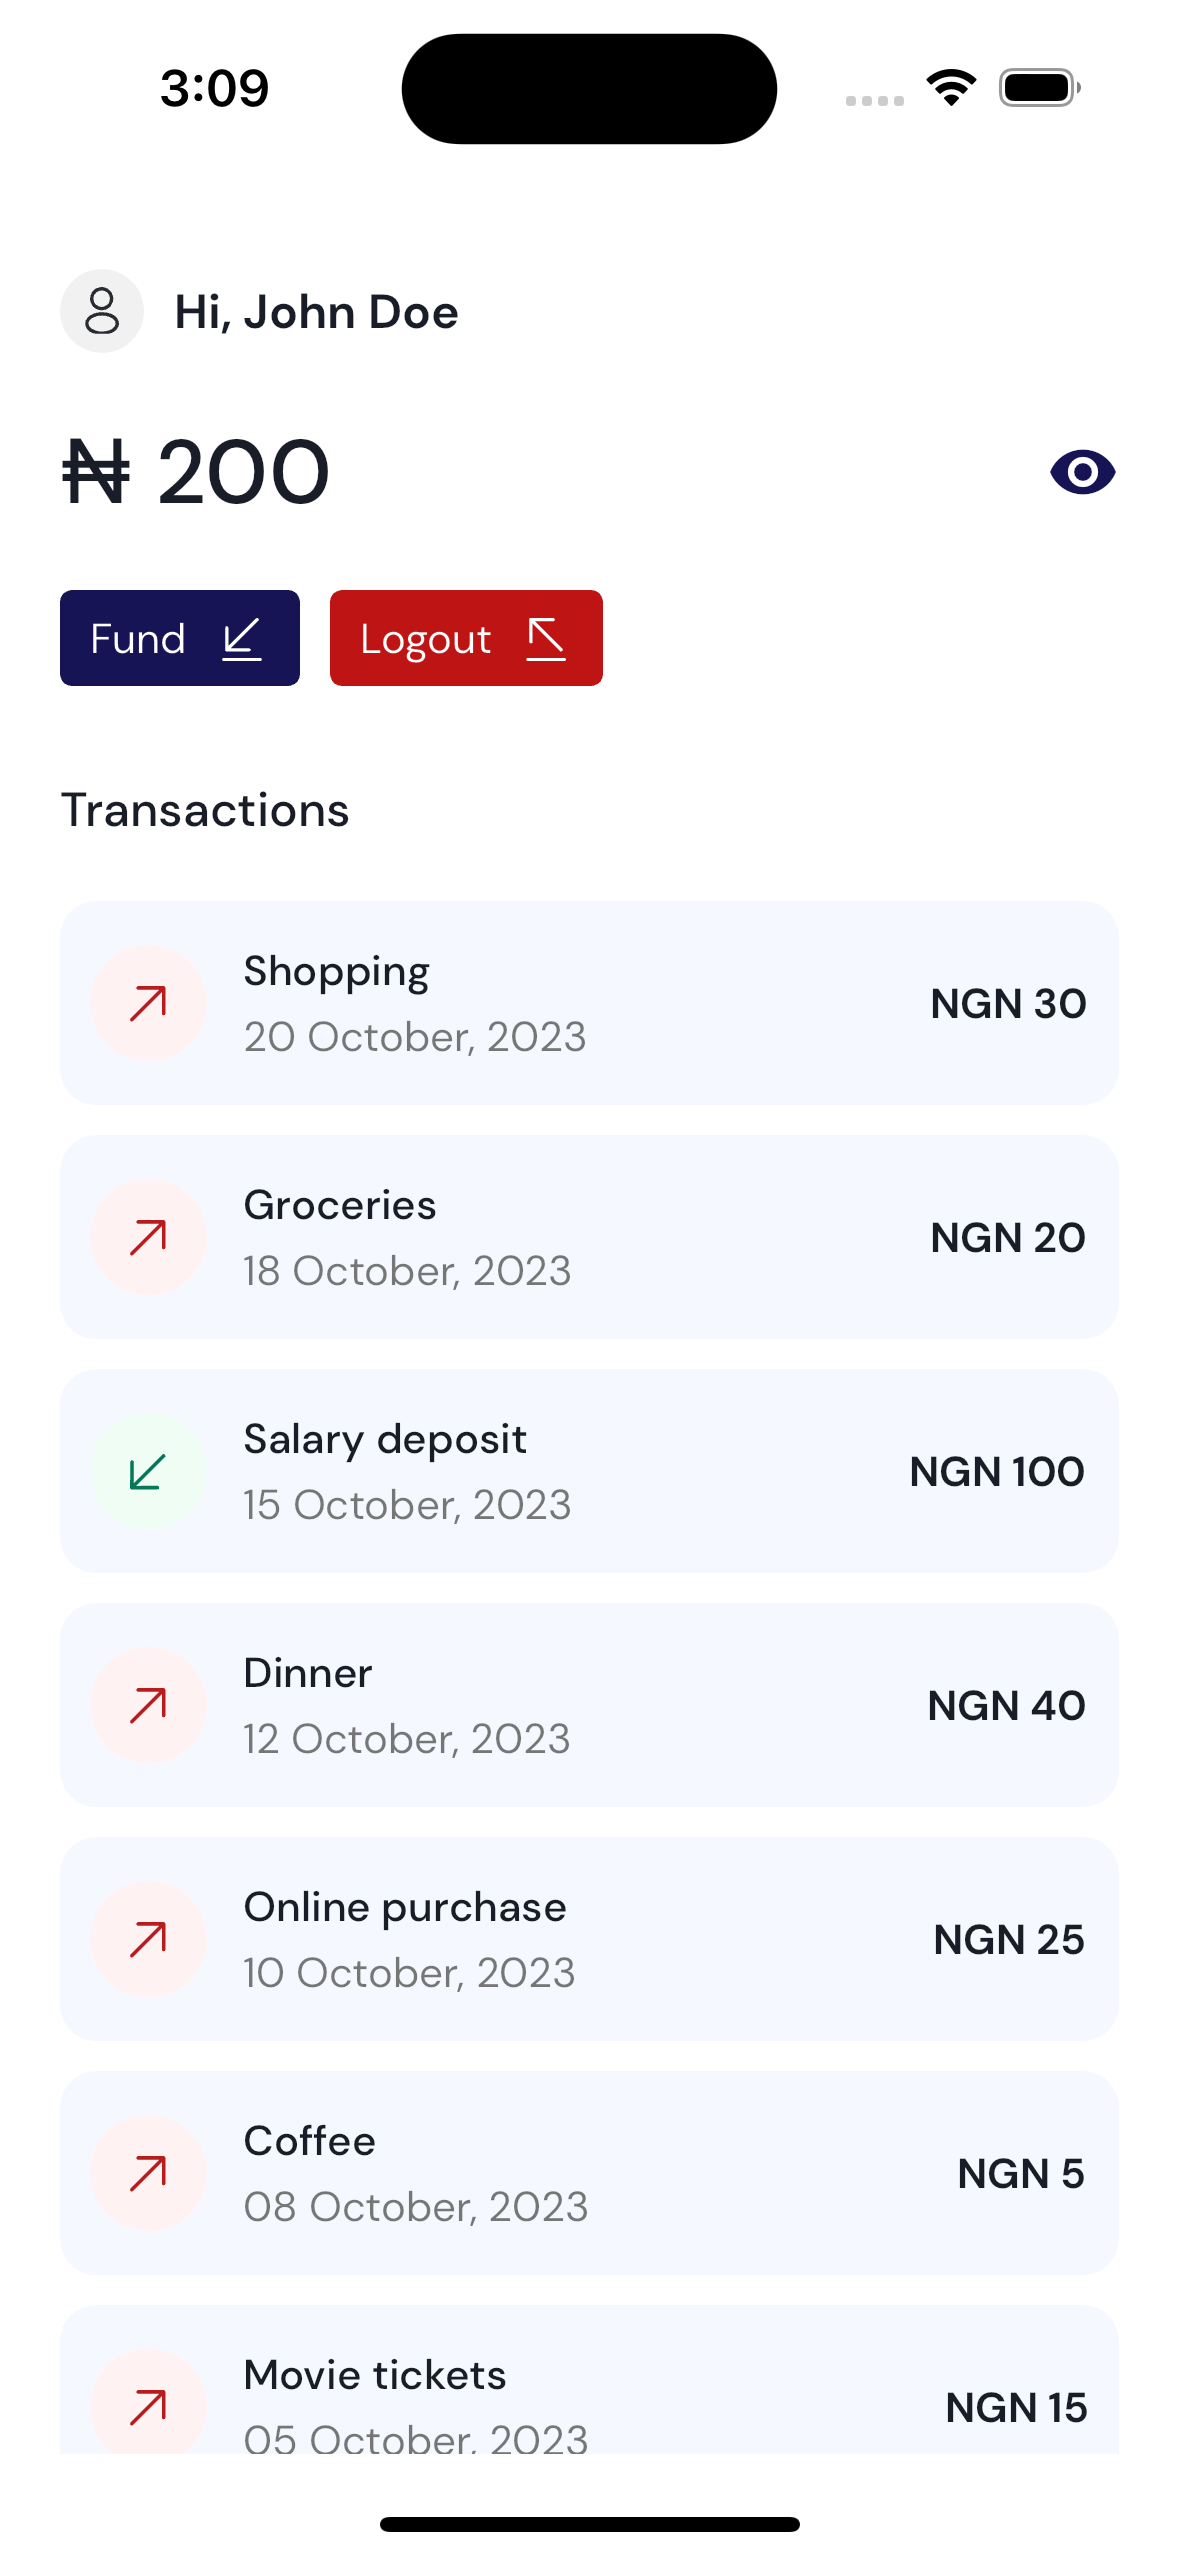 3:09
Hi, John Doe
₦ 200
Fund
Logout
Transactions
Shopping
20 October, 2023
NGN 30
Groceries
18 October, 2023
NGN 20
Salary deposit
15 October, 2023
NGN 100
Dinner
12 October, 2023
NGN 40
Online purchase
10 October, 2023
NGN 25
Coffee
08 October, 2023
NGN 5
Movie tickets
05 October, 2023
NGN 15